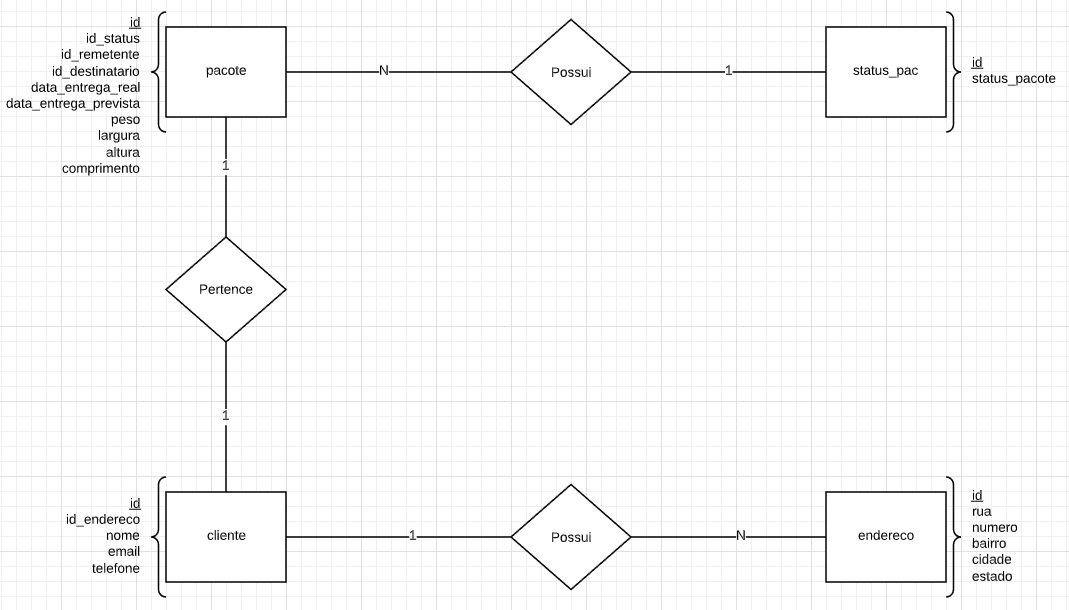 id
id_status
id_remetente
id_destinatario
data_entrega_real
data_entrega_prevista
peso
largura
altura
comprimento
pacote
N
Possui
1
status_pac
id
status_pacote
1
Pertence
1
id
id_endereco
nome
email
telefone
cliente
1
Possui
N
endereco
id
rua
numero
bairro
cidade
estado